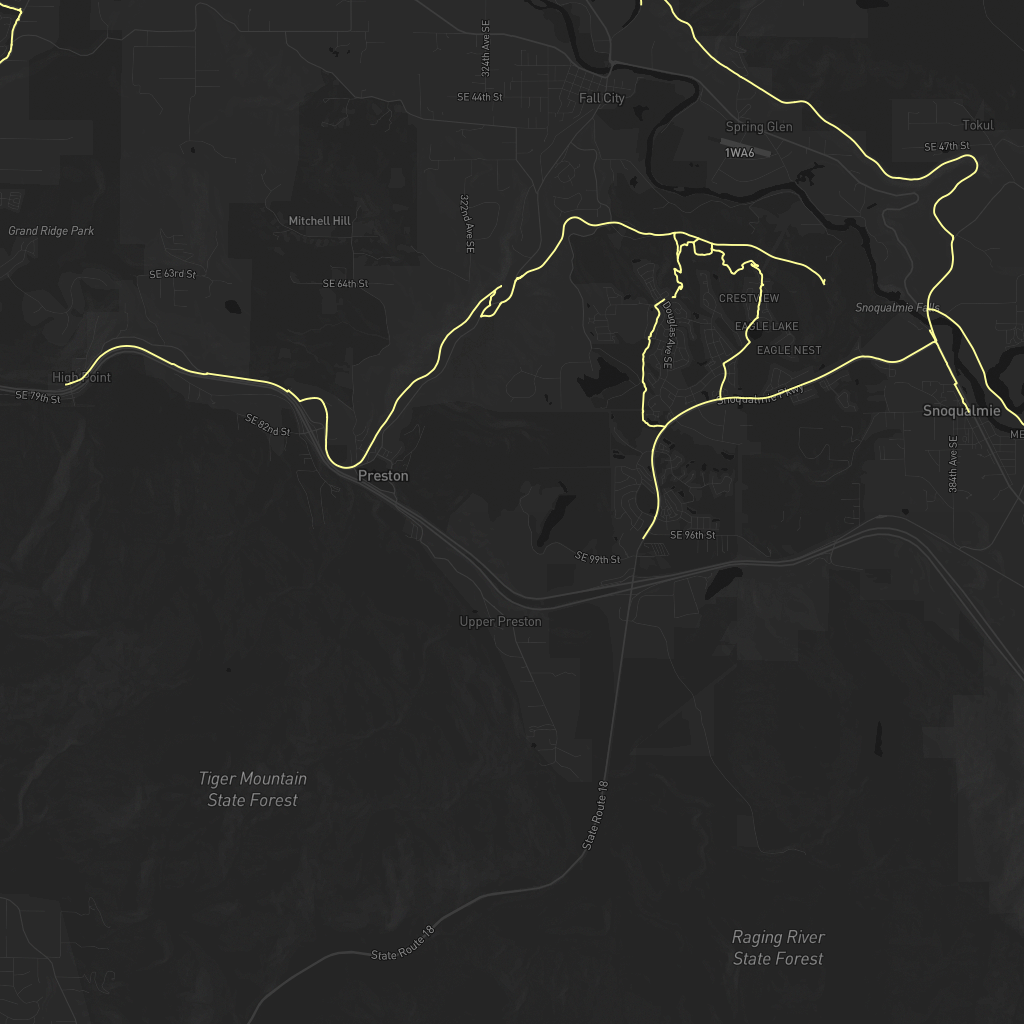 324th Ave SE
SE 44th St
Fall City
Spring Glen
Tokul
1WA6
SE 47th St
322nd Ave SE
Mitchell Hill
Grand Ridge Park
SE 63rd St
SE 64th St
CRESTVIEW
Snoqualmie Falls
Douglas Ave SE
EAGLE LAKE
EAGLE NEST
High Point
SE 79th St
Snoqualmie Pkwy
Snoqualmie
SE 82nd St
ME
384th Ave SE
Preston
SE 96th St
SE 99th St
Upper Preston
Tiger Mountain
State Forest
State Route 18
State Route 18
Raging River
State Forest